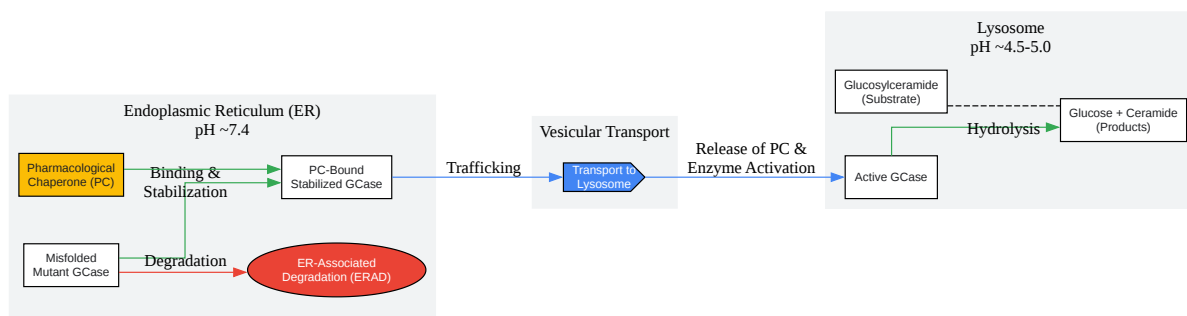 Endoplasmic Reticulum (ER)
pH ~7.4
Pharmacological
Chaperone (PC)
Binding &
Stabilization
PC-Bound
Stabilized GCase
Misfolded
Mutant GCase
Degradation
ER-Associated
Degradation (ERAD)
Trafficking
Vesicular Transport
Transport to
Lysosome
Release of PC &
Enzyme Activation
Lysosome
pH ~4.5-5.0
Glucosylceramide
(Substrate)
Glucose + Ceramide
(Products)
Hydrolysis
Active GCase